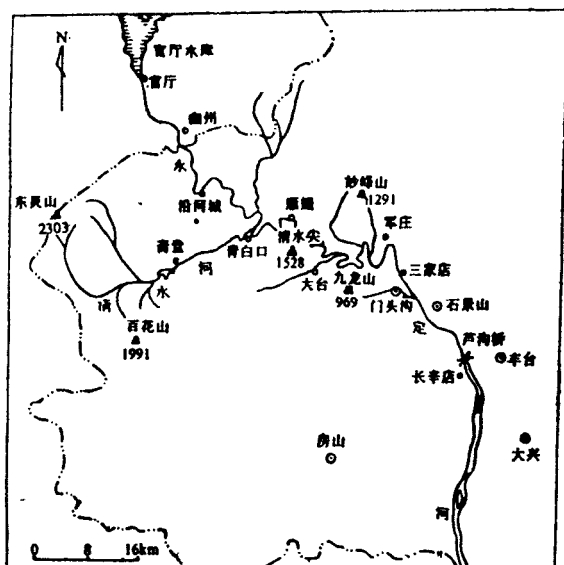 N
官厅水库
官厅
幽州
永
东灵山
2303
沿河城
斋堂
青白口
雁翅
清水尖
1528
妙峰山
1291
军庄
三家店
大台
九龙山
969
门头沟
石景山
河
清
水
百花山
1991
定
芦沟桥
丰台
长辛店
大兴
房山
河
0 8 16km